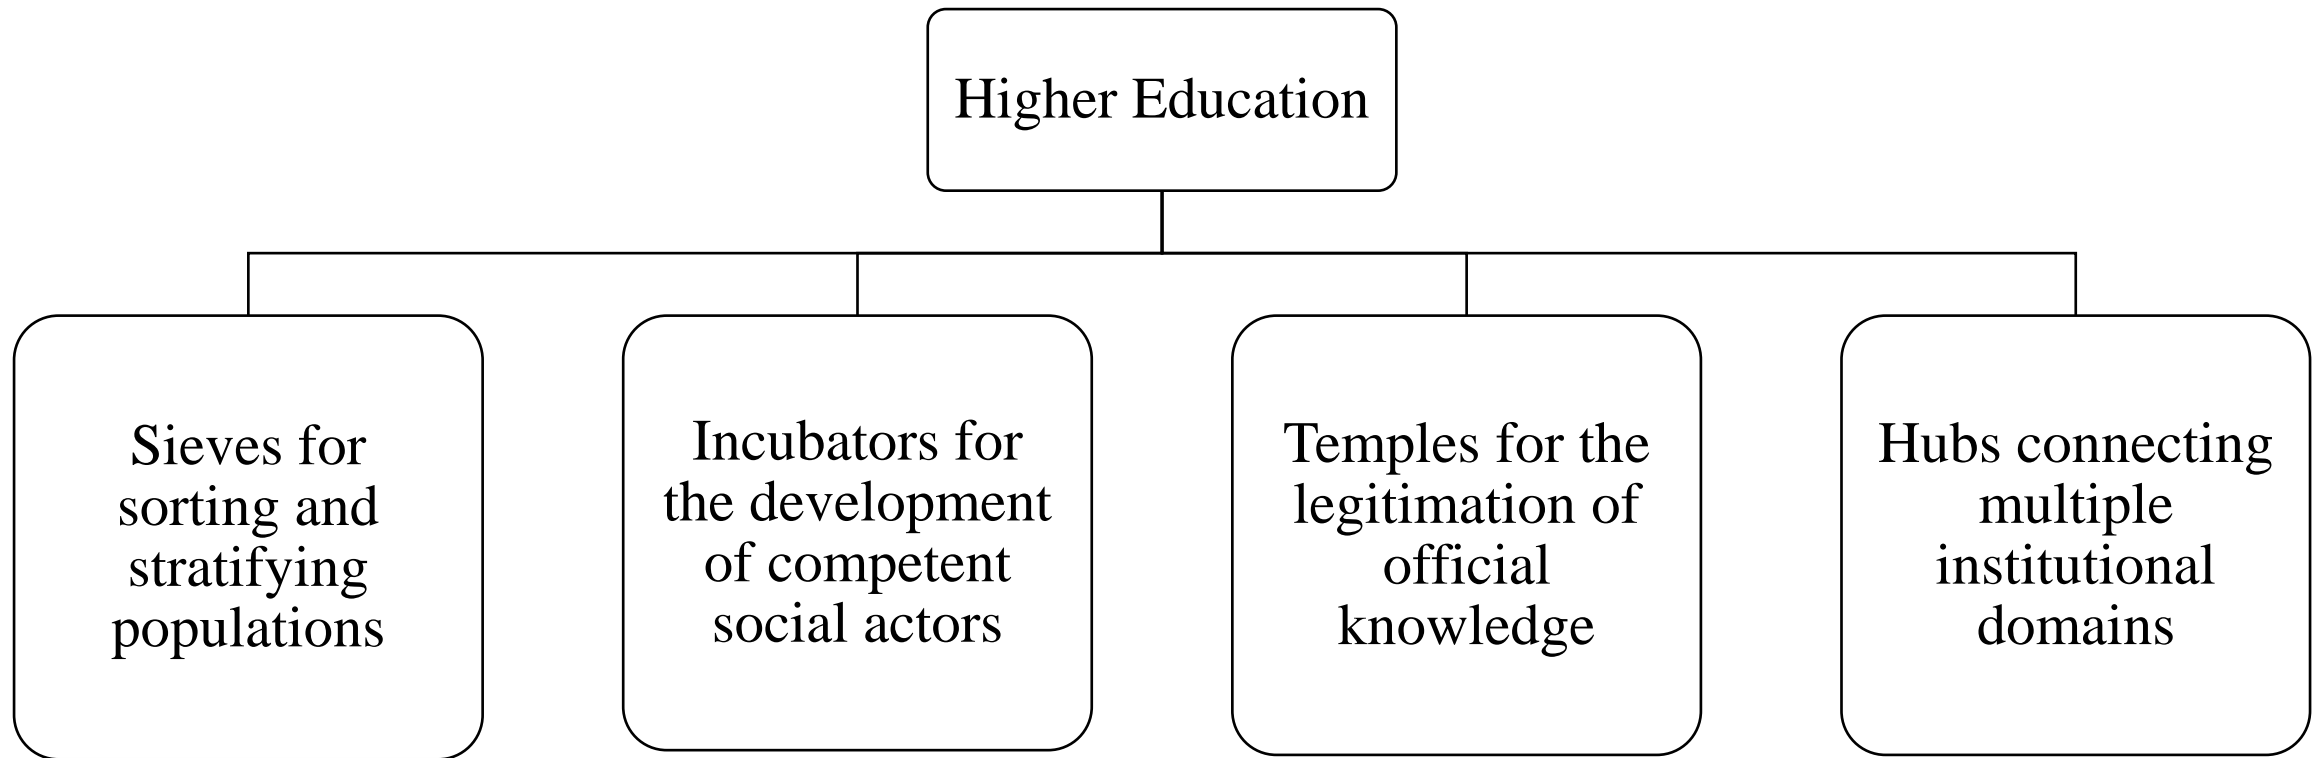 Higher Education
Sieves for
sorting and
stratifying
populations
Incubators for
the development
of competent
social actors
Temples for the
legitimation of
official
knowledge
Hubs connecting
multiple
institutional
domains